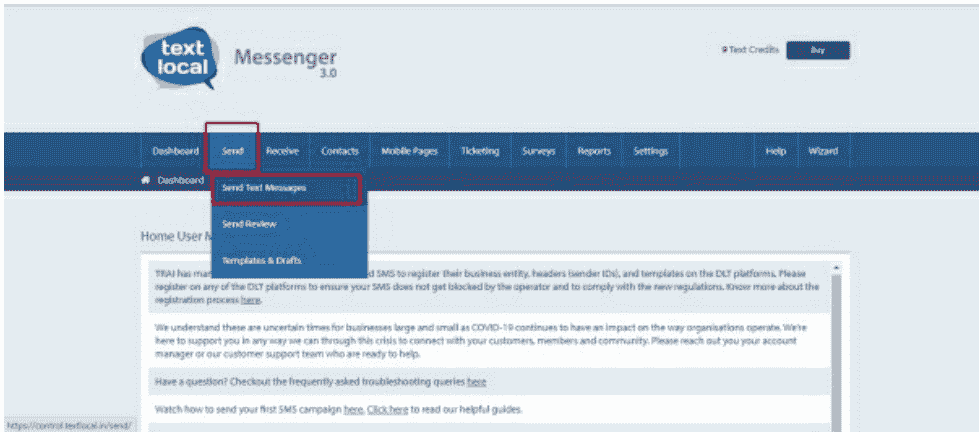 text
local
Messenger
3.0
9 Text Credits Buy
Dashboard Send Receive Contacts Mobile Pages Ticketing Surveys Reports Settings Help Wizard
Dashboard
Send Text Messages
Send Review
Templates & Drafts
Home User M
TRAI has man d SMS to register their business entity, headers (sender IDs), and templates on the DLT platforms. Please
register on any of the DLT platforms to ensure your SMS does not get blocked by the operator and to comply with the new regulations. Know more about the
registration process here.
We understand these are uncertain times for businesses large and small as COVID-19 continues to have an impact on the way organisations operate. We're
here to support you in any way we can through this crisis to connect with your customers, members and community. Please reach out you your account
manager or our customer support team who are ready to help.
Have a question? Checkout the frequently asked troubleshooting queries here
Watch how to send your first SMS campaign here. Click here to read our helpful guides.
https://control.textlocal.in/send/